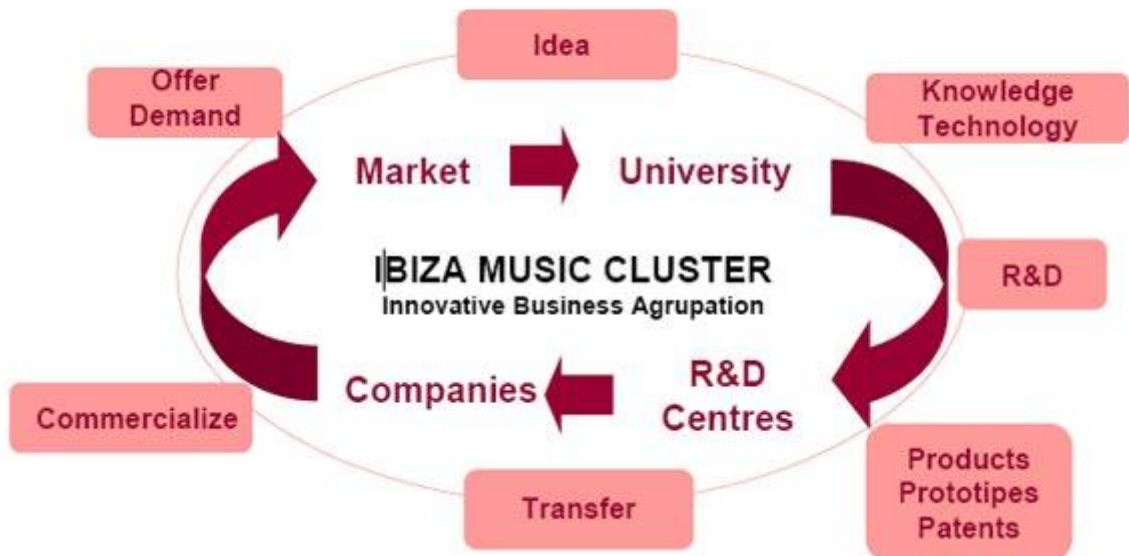 Idea
Offer
Demand
Knowledge
Technology
Market
University
IBIZA MUSIC CLUSTER
Innovative Business Agrupation
R&D
Companies
R&D
Centres
Commercialize
Transfer
Products
Prototipes
Patents